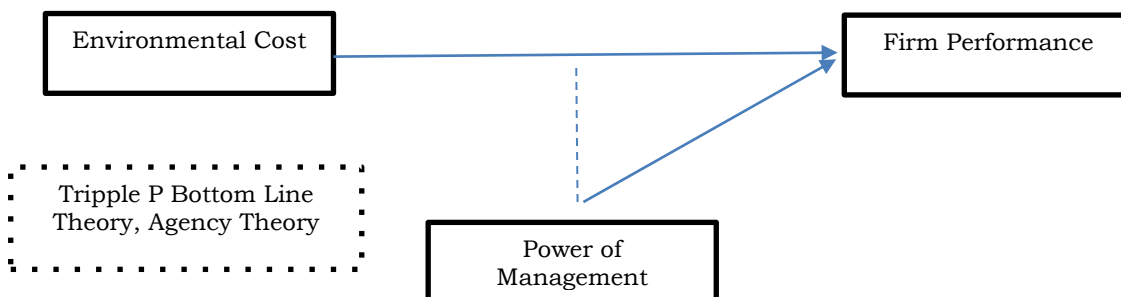 Environmental Cost
Firm Performance
Tripple P Bottom Line
Theory, Agency Theory
Power of
Management